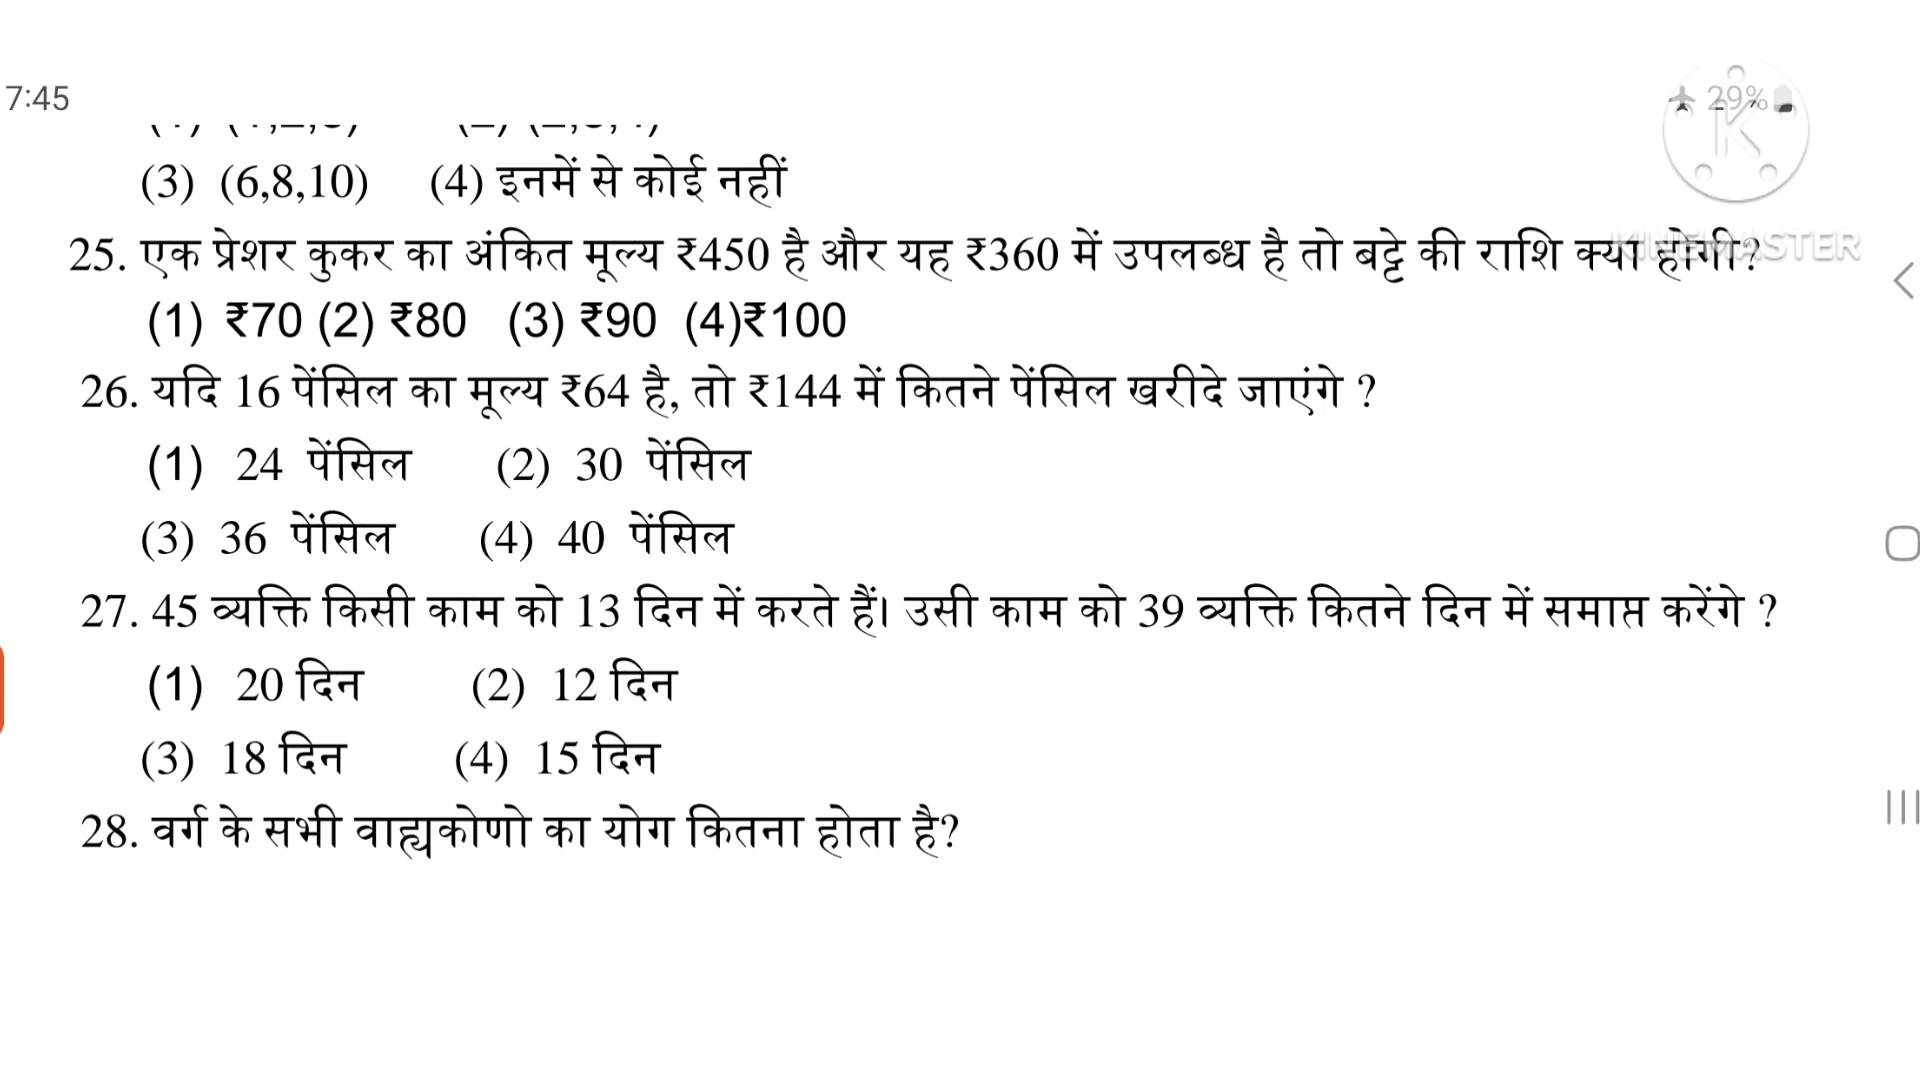 7:45
29%
(3) (6,8,10) (4) इनमें से कोई नहीं
KINEMASTER
25. एक प्रेशर कुकर का अंकित मूल्य ₹450 है और यह ₹360 में उपलब्ध है तो बट्टे की राशि क्या होगी?
(1) ₹70 (2) ₹80 (3) ₹90 (4)₹100
26. यदि 16 पेंसिल का मूल्य ₹64 है, तो ₹144 में कितने पेंसिल खरीदे जाएंगे ?
(1) 24 पेंसिल (2) 30 पेंसिल
(3) 36 पेंसिल (4) 40 पेंसिल
27. 45 व्यक्ति किसी काम को 13 दिन में करते हैं। उसी काम को 39 व्यक्ति कितने दिन में समाप्त करेंगे ?
(1) 20 दिन (2) 12 दिन
(3) 18 दिन (4) 15 दिन
28. वर्ग के सभी वाह्यकोणो का योग कितना होता है?